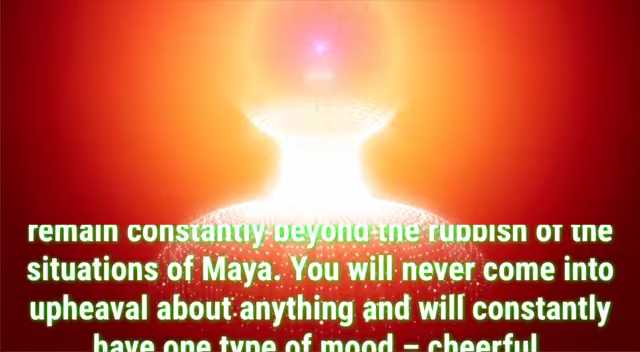 remain constantly beyond the rubbish of the
situations of Maya. You will never come into
upheaval about anything and will constantly
have one type of mood – cheerful